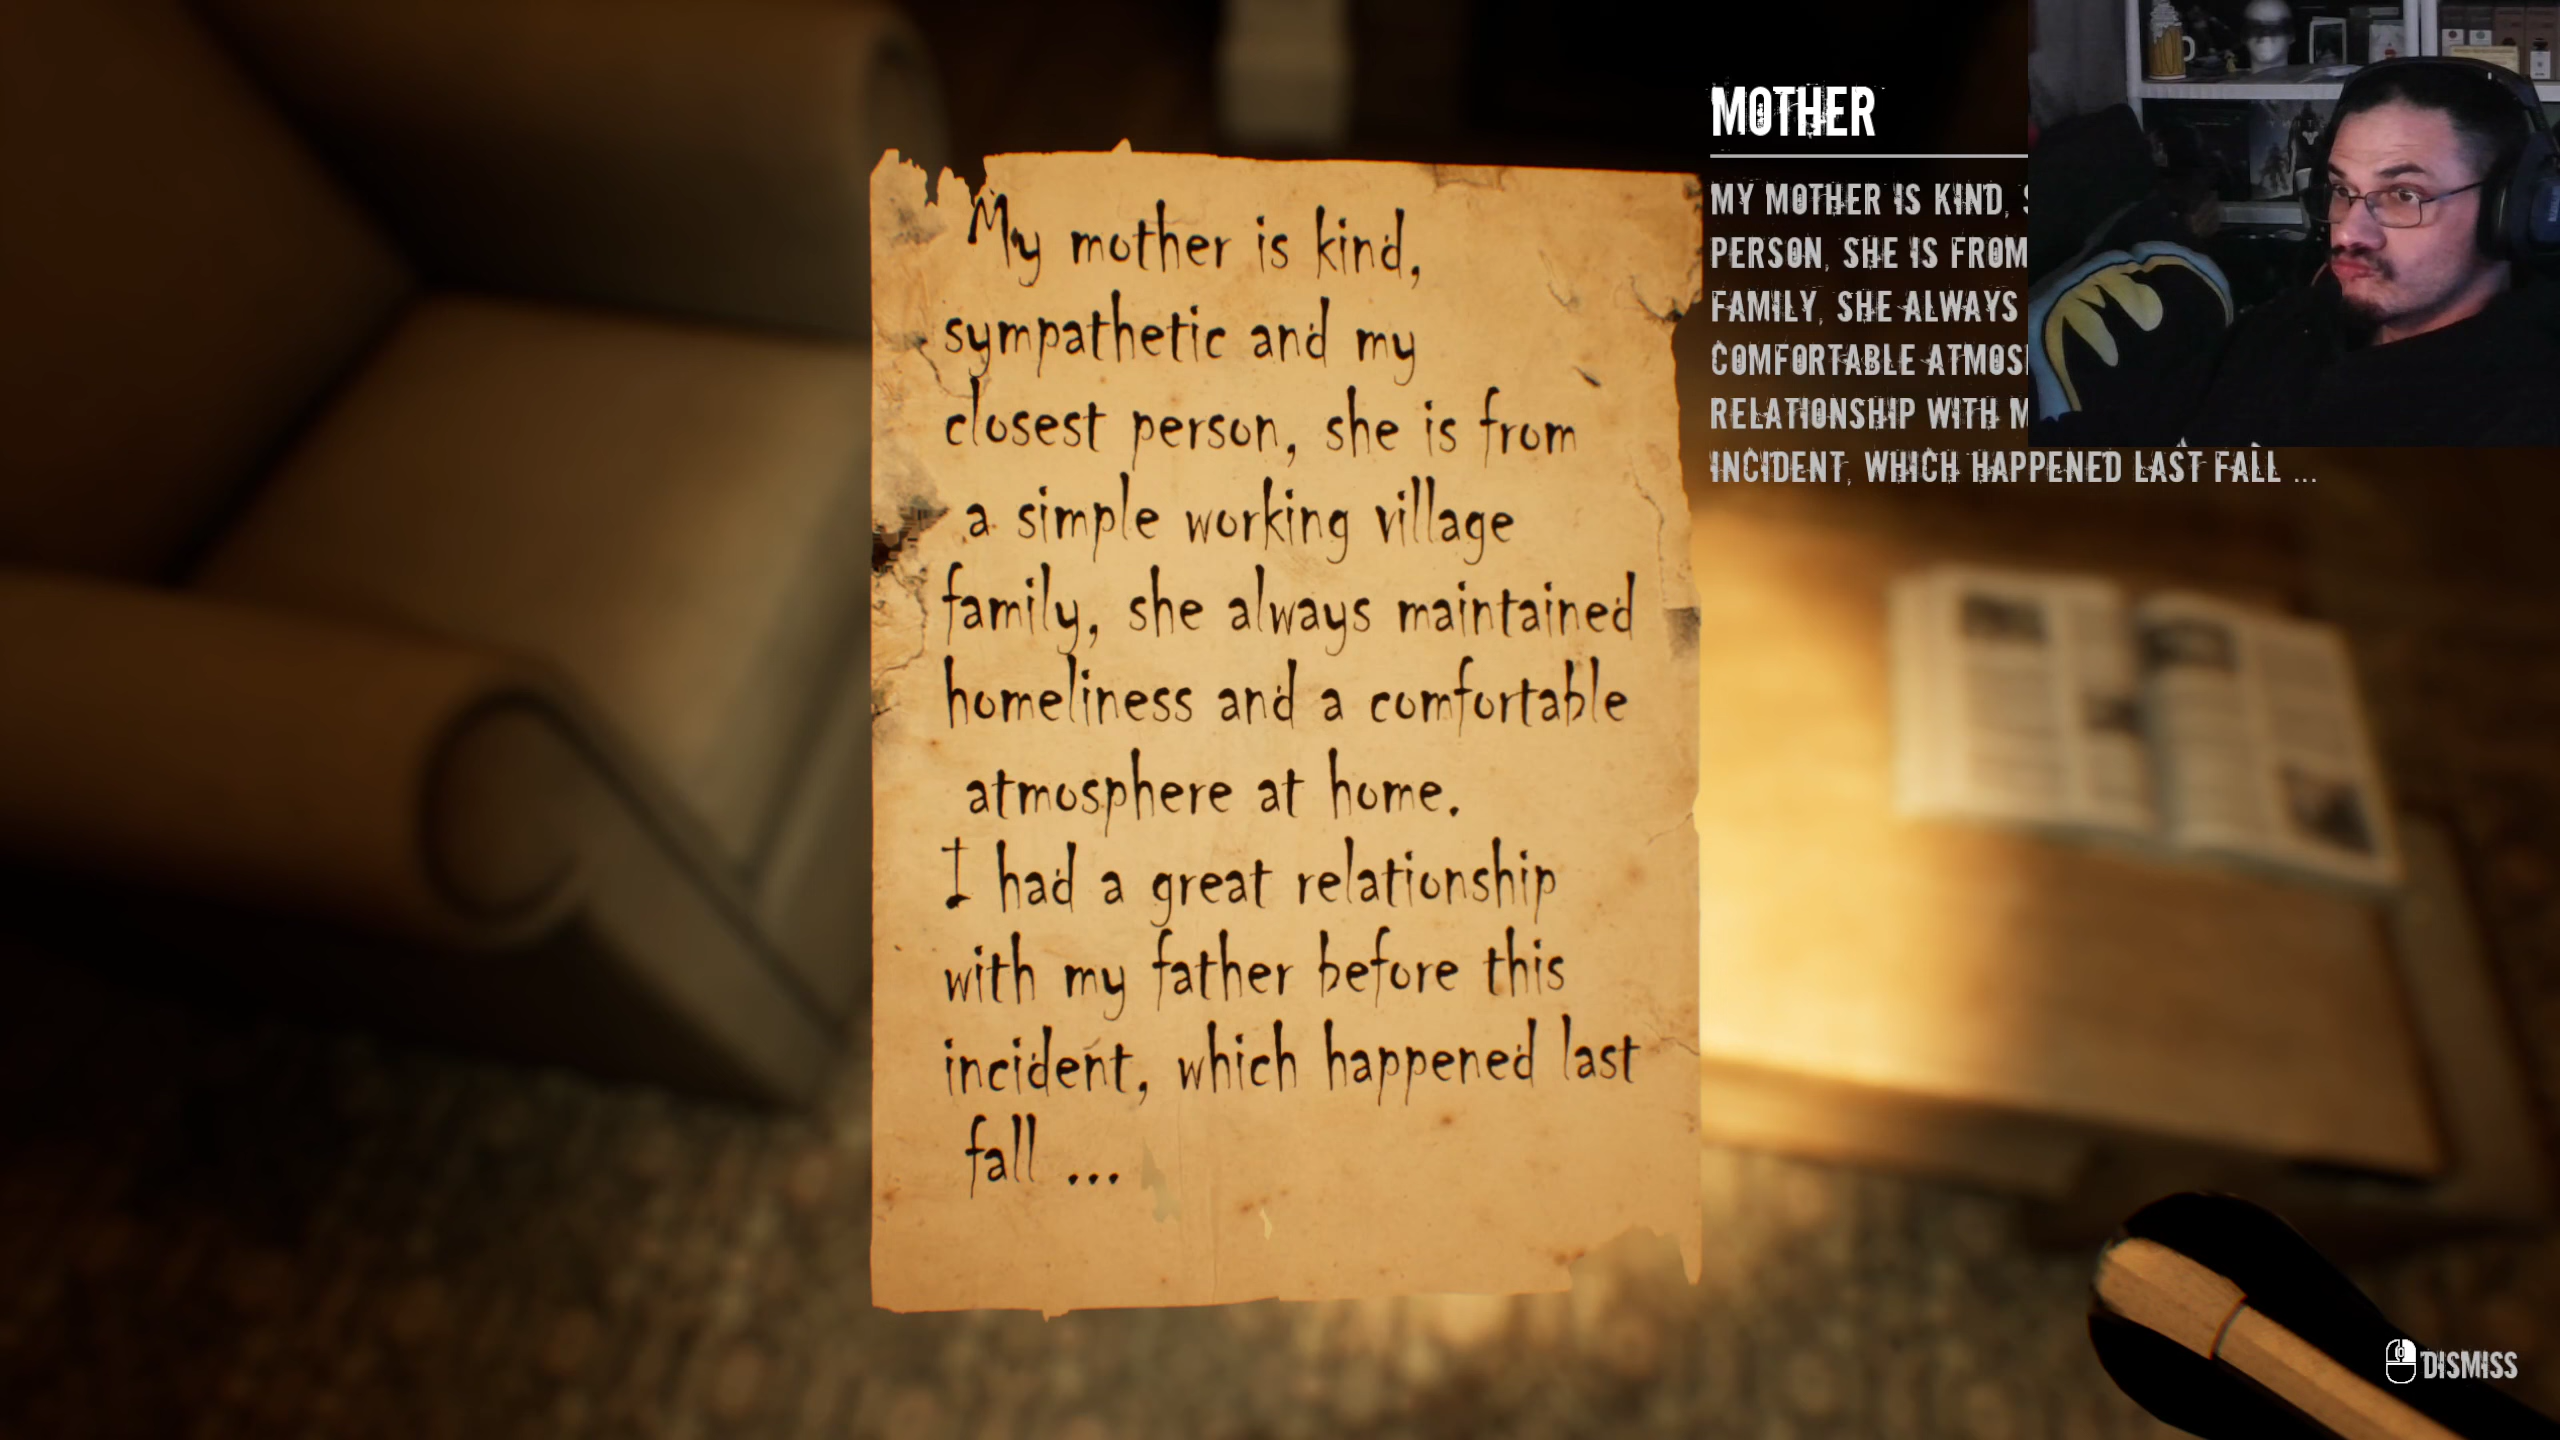 My mother is kind,
sympathetic and my
closest person, she is from
a simple working village
family, she always maintained
homeliness and a comfortable
atmosphere at home.
I had a great relationship
with my father before this
incident, which happened last
fall ...
MOTHER
MY MOTHER IS KIND,
PERSON, SHE IS FROM
FAMILY, SHE ALWAYS
COMFORTABLE
RELATIONSHIP WITH
INCIDENT, WHICH HAPPENED LAST FALL ...
DISMISS